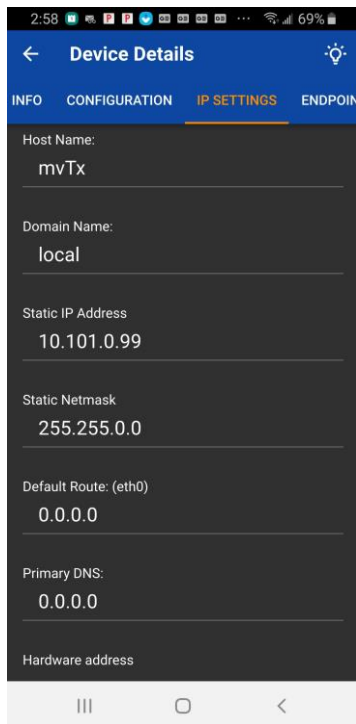 2:58 69%
Device Details
INFO CONFIGURATION IP SETTINGS ENDPOIN
Host Name:
mvTx
Domain Name:
local
Static IP Address
10.101.0.99
Static Netmask
255.255.0.0
Default Route: (eth0)
0.0.0.0
Primary DNS:
0.0.0.0
Hardware address